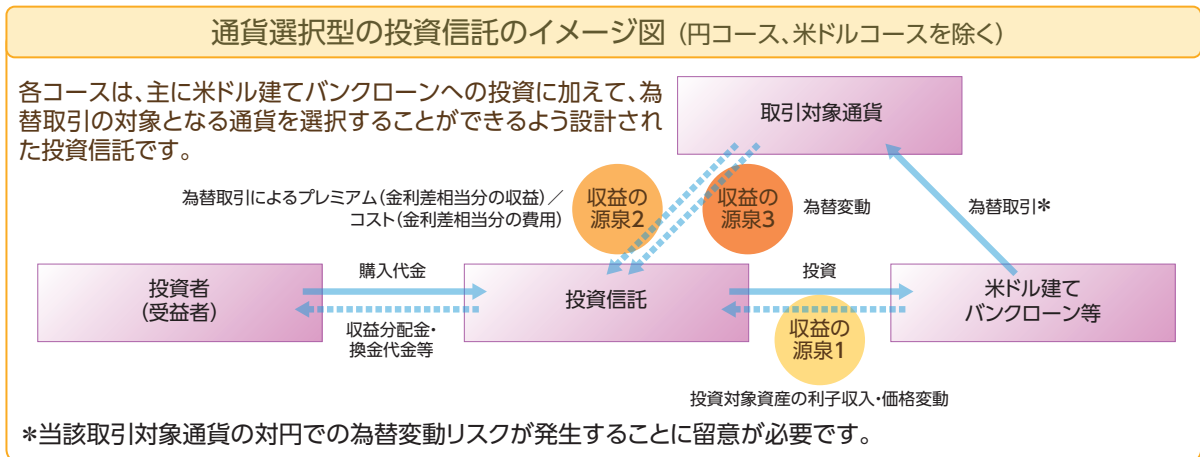 通貨選択型の投資信託のイメージ図 (円コース、米ドルコースを除く)
各コースは、主に米ドル建てバンクローンへの投資に加えて、為
替取引の対象となる通貨を選択することができるよう設計され
た投資信託です。
取引対象通貨
為替取引によるプレミアム(金利差相当分の収益)/
コスト(金利差相当分の費用)
収益の
源泉2
収益の
源泉3
為替変動
為替取引*
投資者
(受益者)
購入代金
収益分配金・
換金代金等
投資信託
投資
収益の
源泉1
米ドル建て
バンクローン等
投資対象資産の利子収入・価格変動
*当該取引対象通貨の対円での為替変動リスクが発生することに留意が必要です。